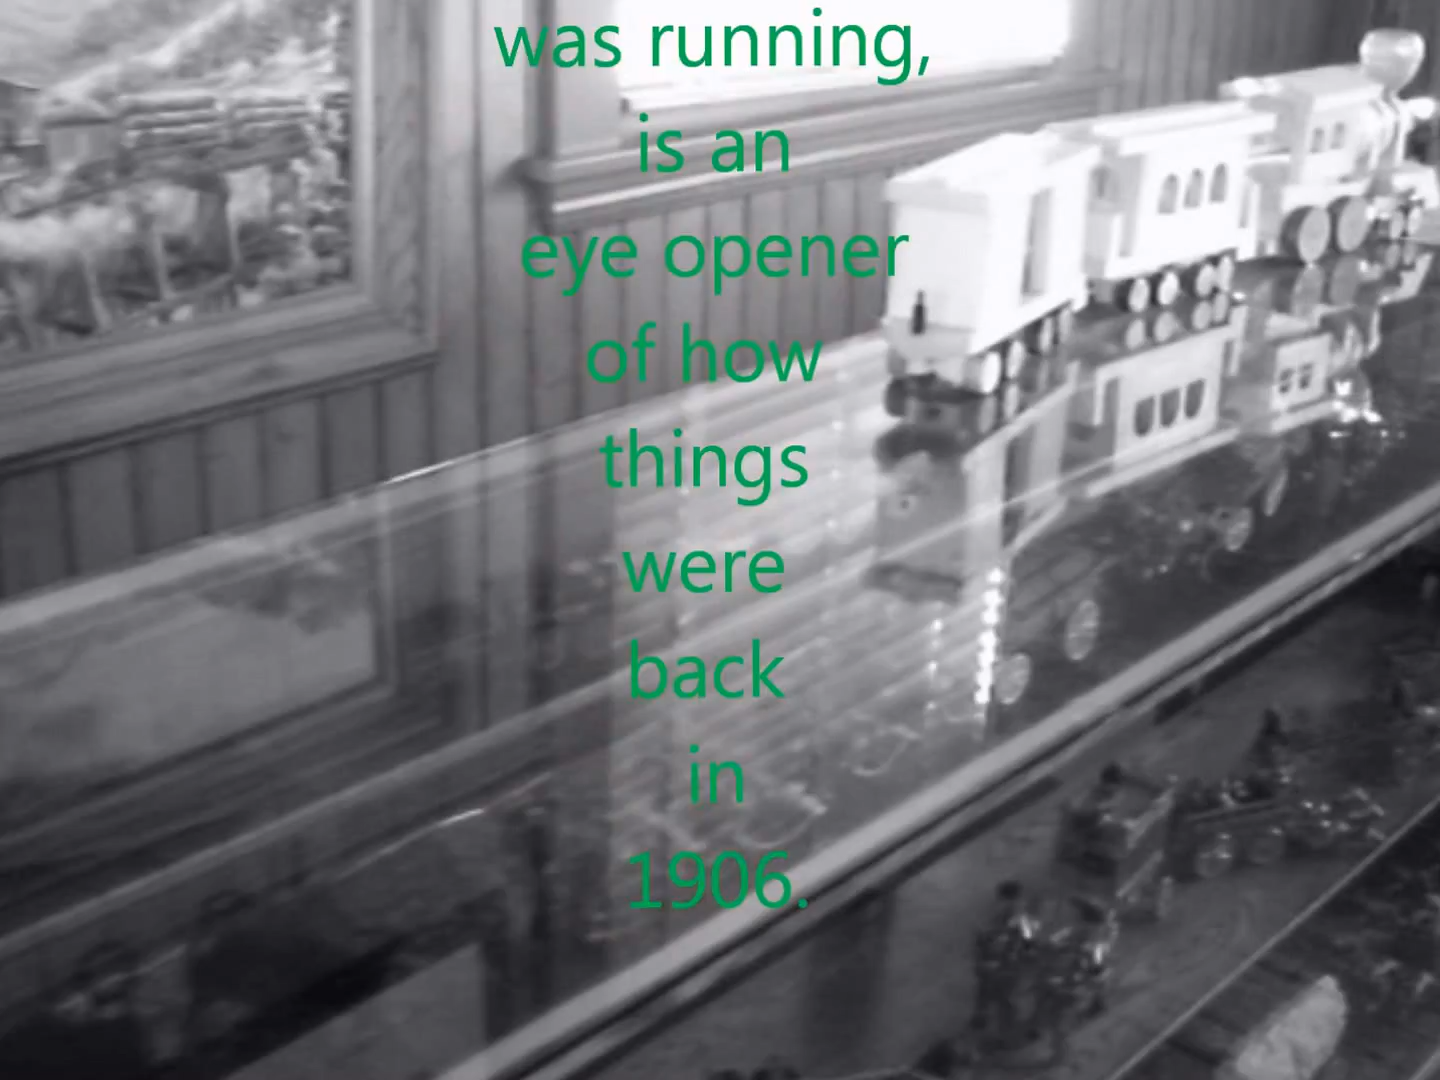 was running,
is an
eye opener
of how
things
were
back
in
1906.